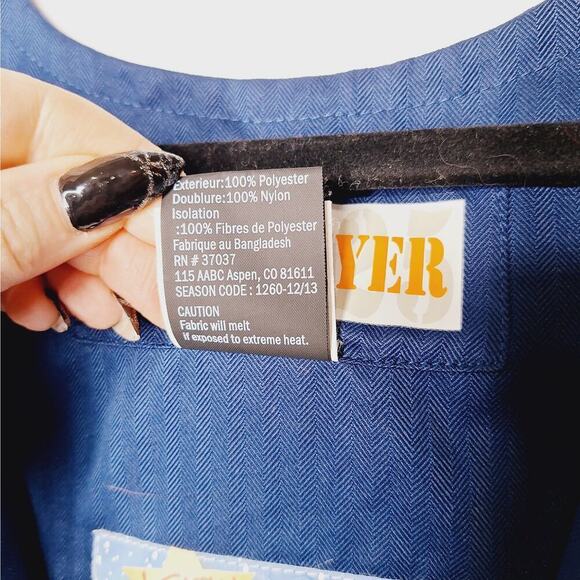 Exterieur:100% Polyester
Doublure:100% Nylon
Isolation
:100% Fibres de Polyester
Fabrique au Bangladesh
RN # 37037
115 AABC Aspen, CO 81611
SEASON CODE : 1260-12/13
CAUTION
Fabric will melt
if exposed to extreme heat.
YER